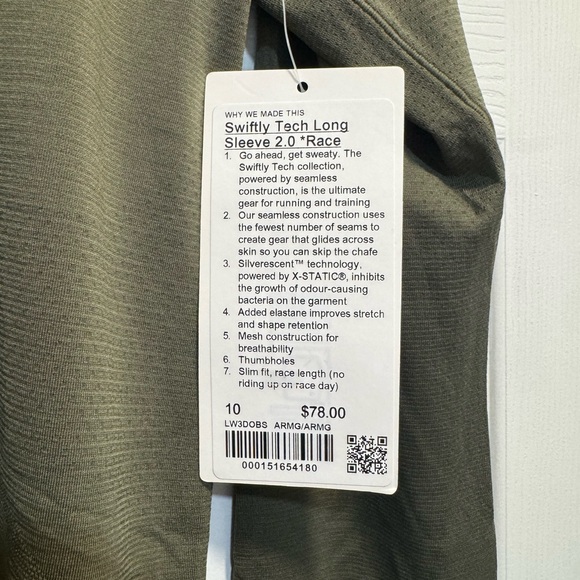 WHY WE MADE THIS
Swiftly Tech Long
Sleeve 2.0 *Race
1. Go ahead, get sweaty. The
Swiftly Tech collection,
powered by seamless
construction, is the ultimate
gear for running and training
2. Our seamless construction uses
the fewest number of seams to
create gear that glides across
skin so you can skip the chafe
3. Silverescent™ technology,
powered by X-STATIC®, inhibits
the growth of odour-causing
bacteria on the garment
4. Added elastane improves stretch
and shape retention
5. Mesh construction for
breathability
6. Thumbholes
7. Slim fit, race length (no
riding up on race day)
10 $78.00
LW3DOBS ARMG/ARMG
000151654180